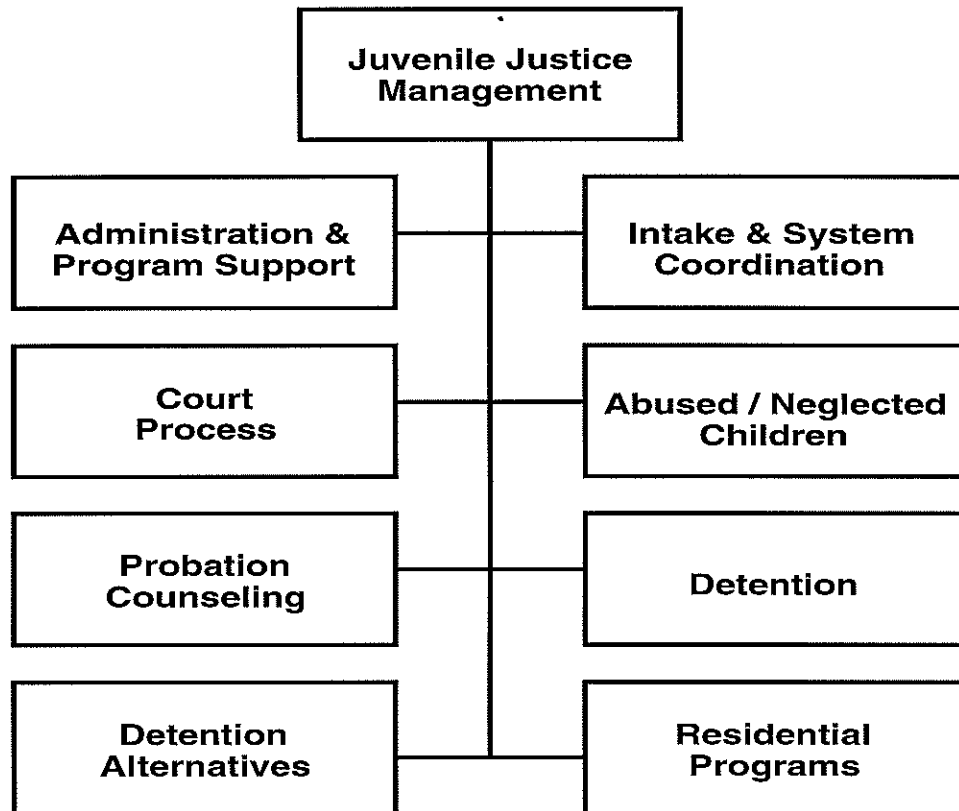 Juvenile Justice
Management
Administration &
Program Support
Intake & System
Coordination
Court
Process
Abused / Neglected
Children
Probation
Counseling
Detention
Detention
Alternatives
Residential
Programs